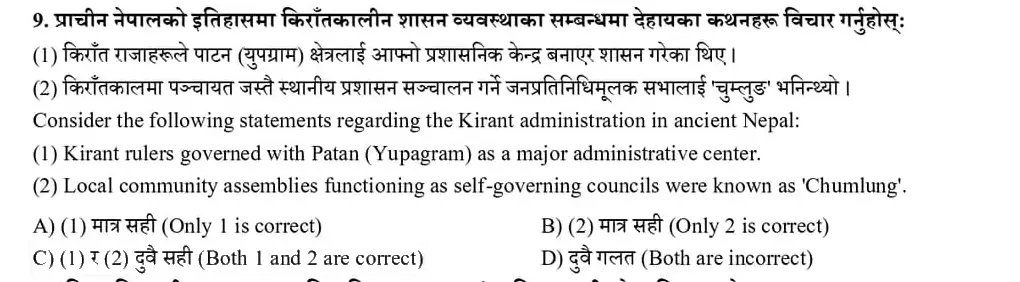 9. प्राचीन नेपालको इतिहासमा किराँतकालीन शासन व्यवस्थाका सम्बन्धमा देहायका कथनहरू विचार गर्नुहोस्:
(1) किराँत राजाहरूले पाटन (युपग्राम) क्षेत्रलाई आफ्नो प्रशासनिक केन्द्र बनाएर शासन गरेका थिए।
(2) किराँतकालमा पञ्चायत जस्तै स्थानीय प्रशासन सञ्चालन गर्ने जनप्रतिनिधिमूलक सभालाई 'चुम्लुङ' भनिन्थ्यो ।
Consider the following statements regarding the Kirant administration in ancient Nepal:
(1) Kirant rulers governed with Patan (Yupagram) as a major administrative center.
(2) Local community assemblies functioning as self-governing councils were known as 'Chumlung'.
A) (1) मात्र सही (Only 1 is correct) B) (2) मात्र सही (Only 2 is correct)
C) (1) र (2) दुवै सही (Both 1 and 2 are correct) D) दुवै गलत (Both are incorrect)